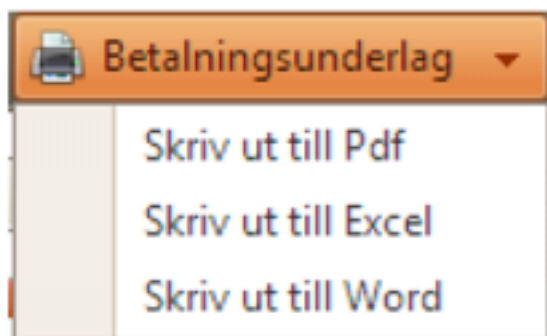 Betalningsunderlag
Skriv ut till Pdf
Skriv ut till Excel
Skriv ut till Word